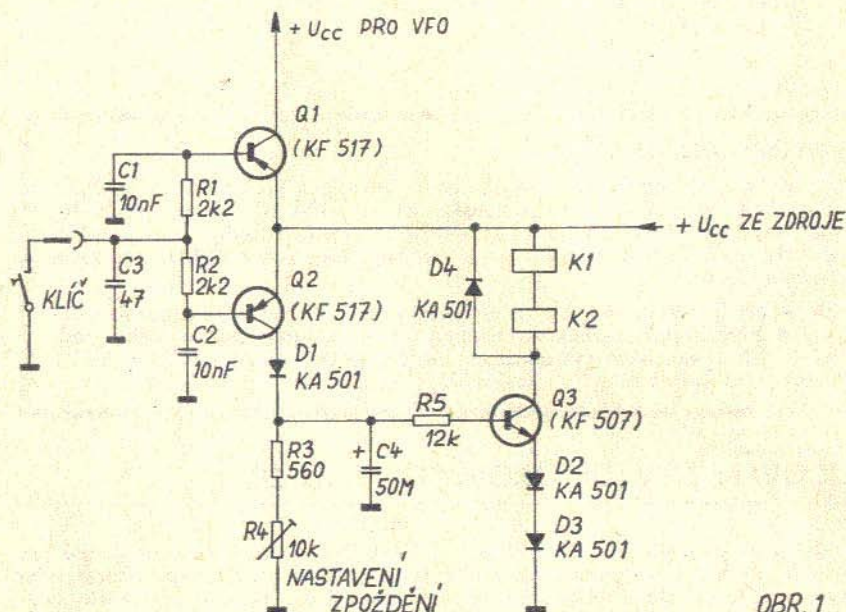 + Ucc PRO VFO
Q1
(KF 517)
C1
10nF
R1
2k2
+ Ucc ZE ZDROJE
KLÍČ
C3
47
R2
2k2
Q2
(KF 517)
D4
KA 501
K1
K2
C2
10nF
D1
KA 501
R5
12k
Q3
(KF 507)
R3
560
+ C4
50M
D2
KA 501
R4
10k
D3
KA 501
NASTAVENÍ
ZPOŽDĚNÍ
OBR. 1